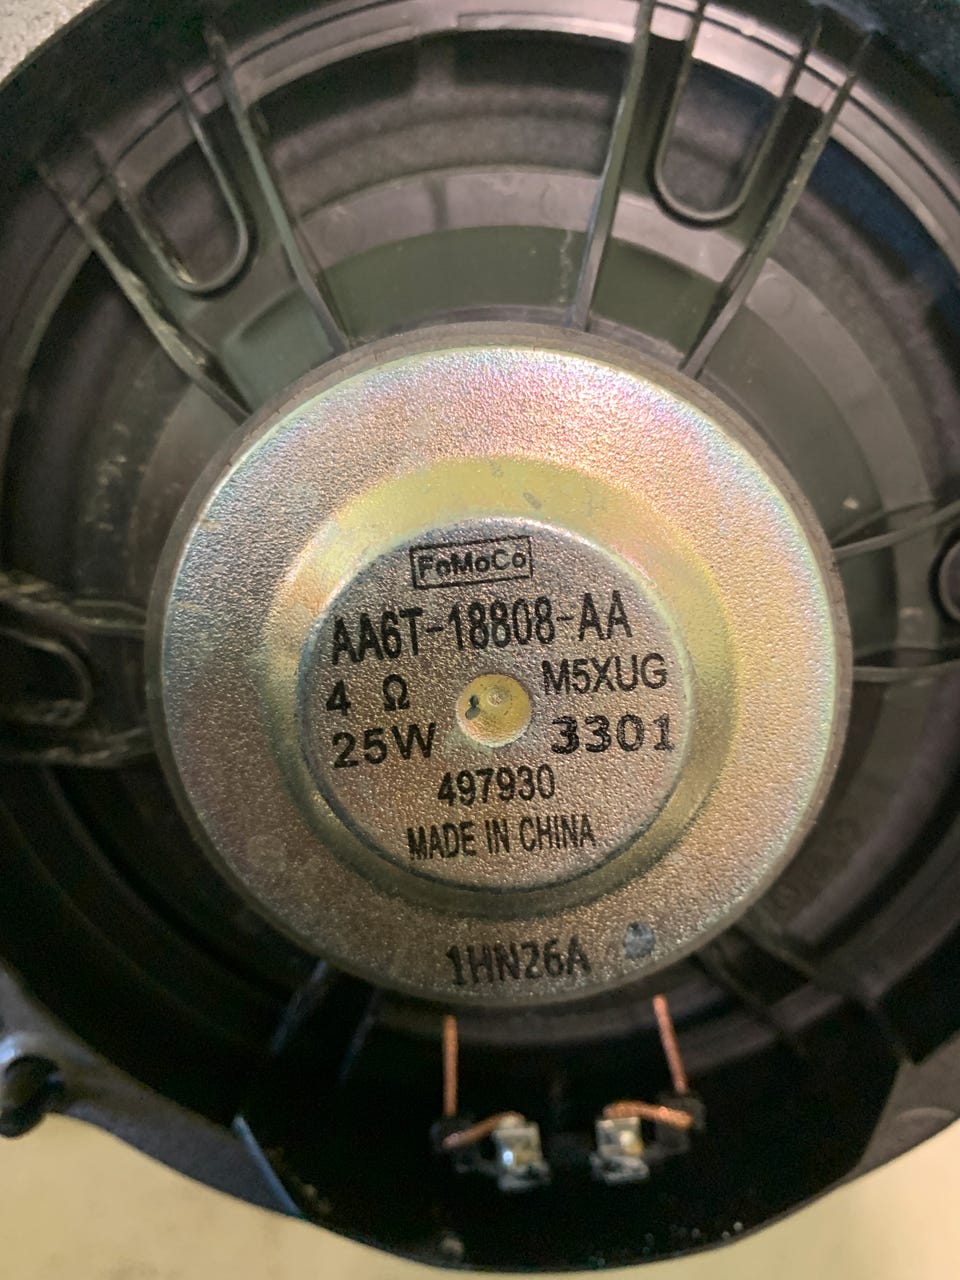 FoMoCo
AA6T-18808-AA
4 Ω M5XUG
25W 3301
497930
MADE IN CHINA
1HN26A